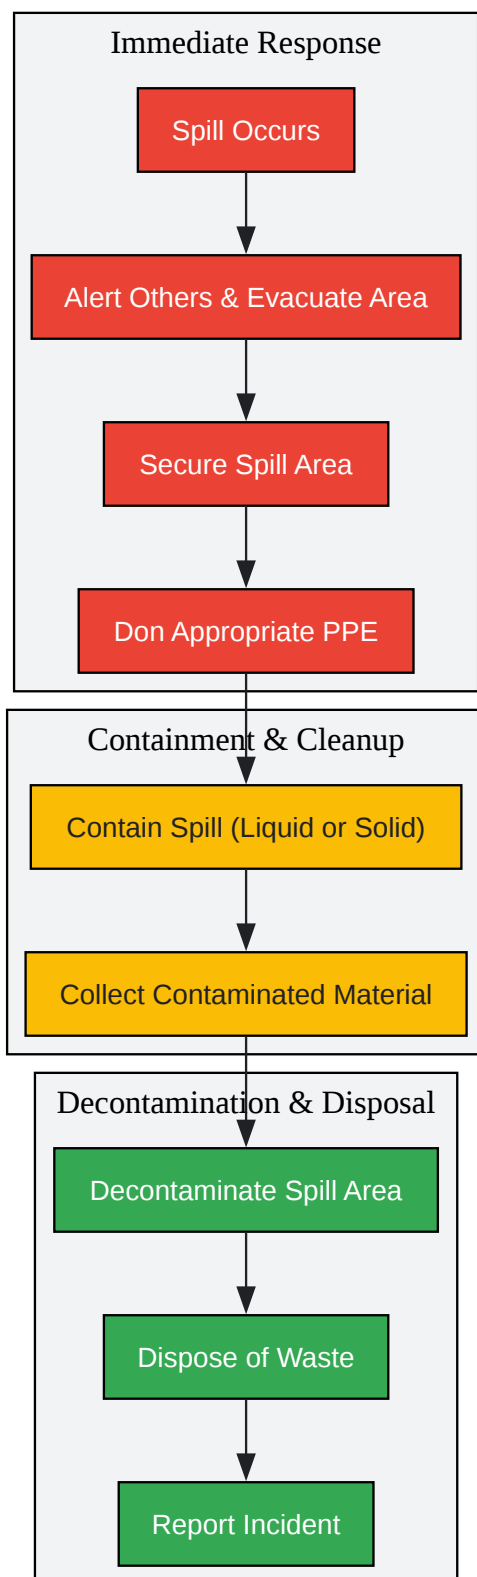 Immediate Response
Spill Occurs
Alert Others & Evacuate Area
Secure Spill Area
Don Appropriate PPE
Containment & Cleanup
Contain Spill (Liquid or Solid)
Collect Contaminated Material
Decontamination & Disposal
Decontaminate Spill Area
Dispose of Waste
Report Incident